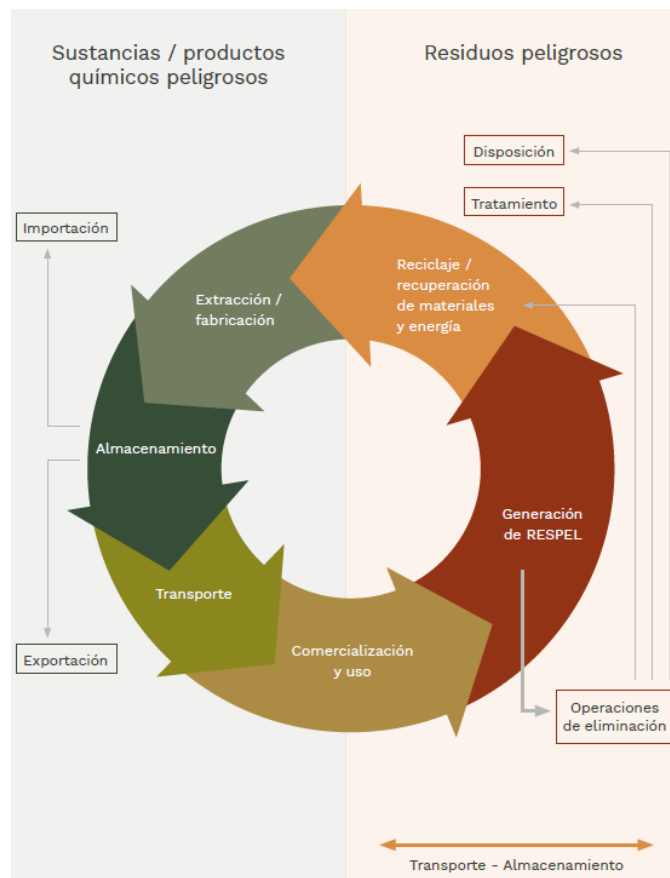 Sustancias / productos
químicos peligrosos
Residuos peligrosos
Disposición
Tratamiento
Importación
Reciclaje /
recuperación
de materiales
y energía
Extracción /
fabricación
Almacenamiento
Generación
de RESPEL
Transporte
Comercialización
y uso
Exportación
Operaciones
de eliminación
Transporte - Almacenamiento